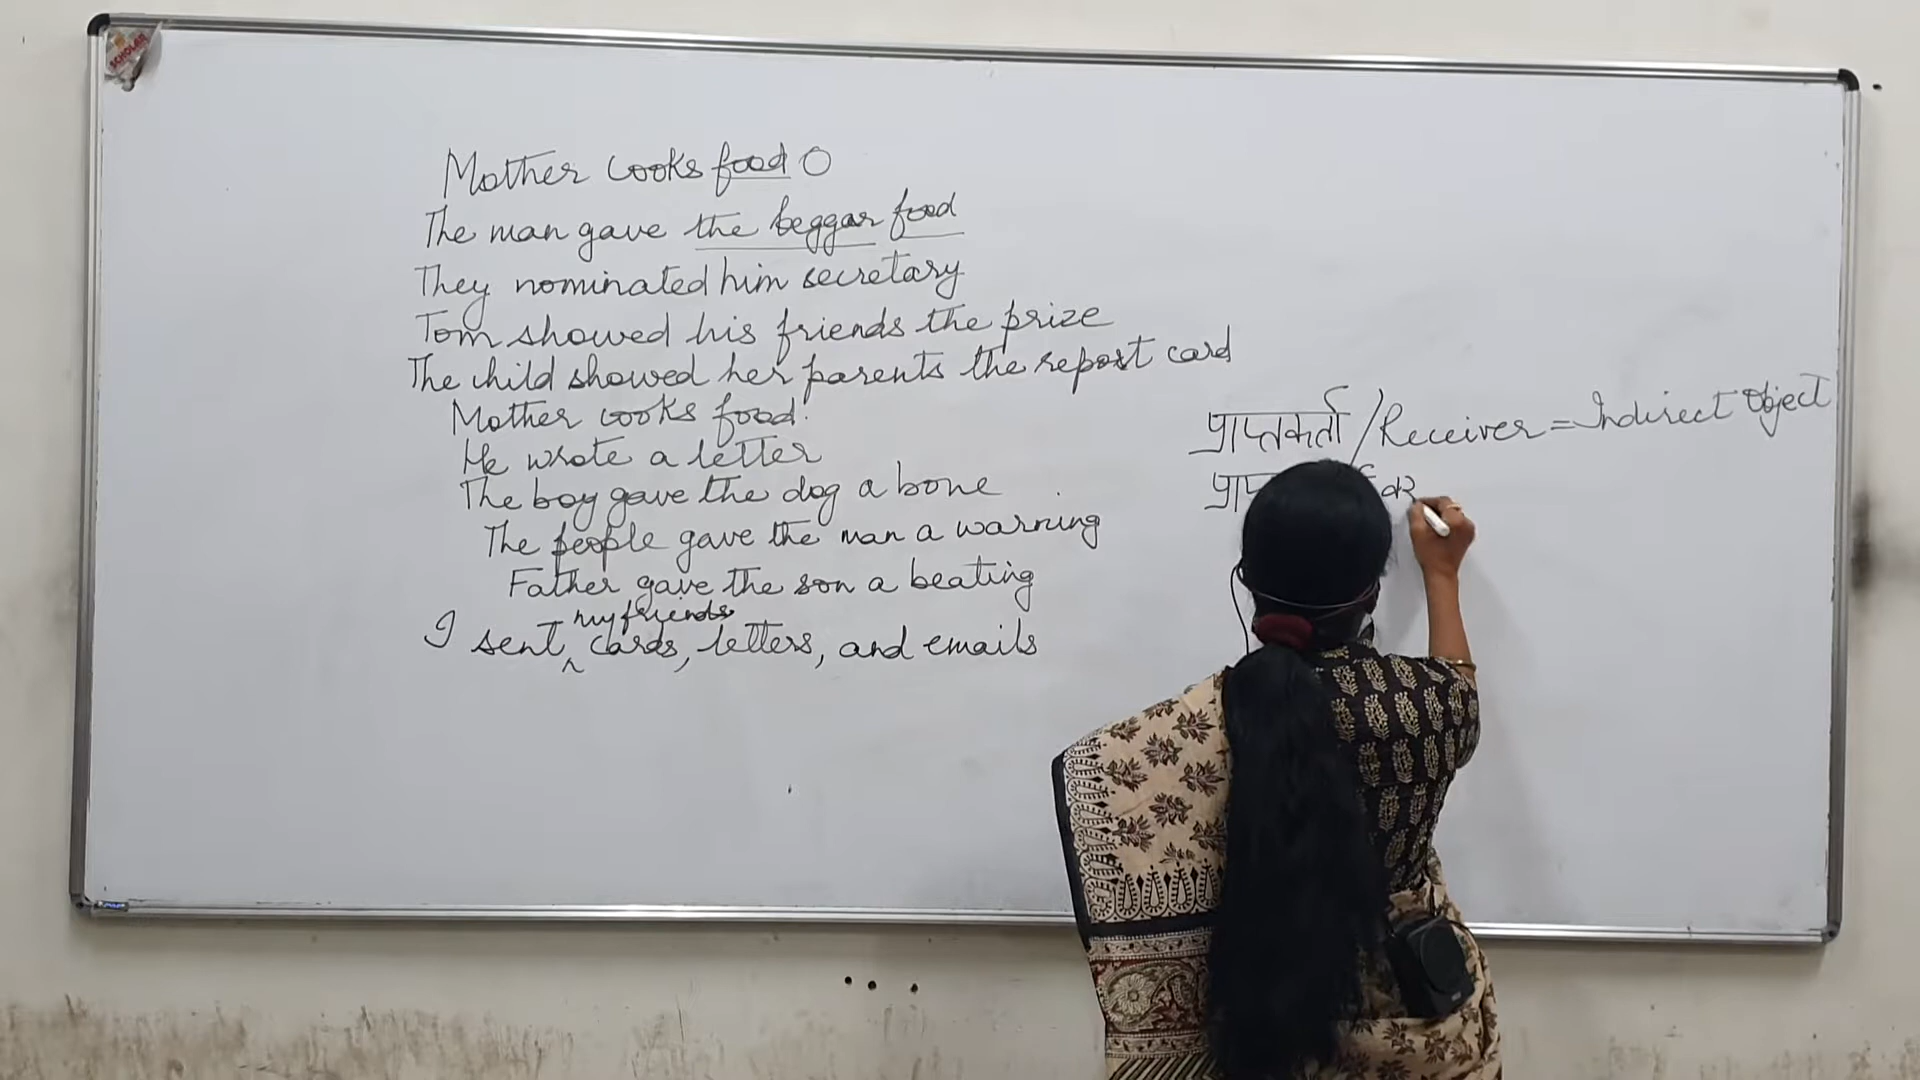 SCHOLAR
Mother cooks food O
The man gave the beggar food
They nominated him secretary
Tom showed his friends the prize
The child showed her parents the report card
Mother cooks food.
He wrote a letter
The boy gave the dog a bone
The people gave the man a warning
Father gave the son a beating
my friends
I sent ^ cards, letters, and emails
प्राप्तकर्ता / Receiver = Indirect Object